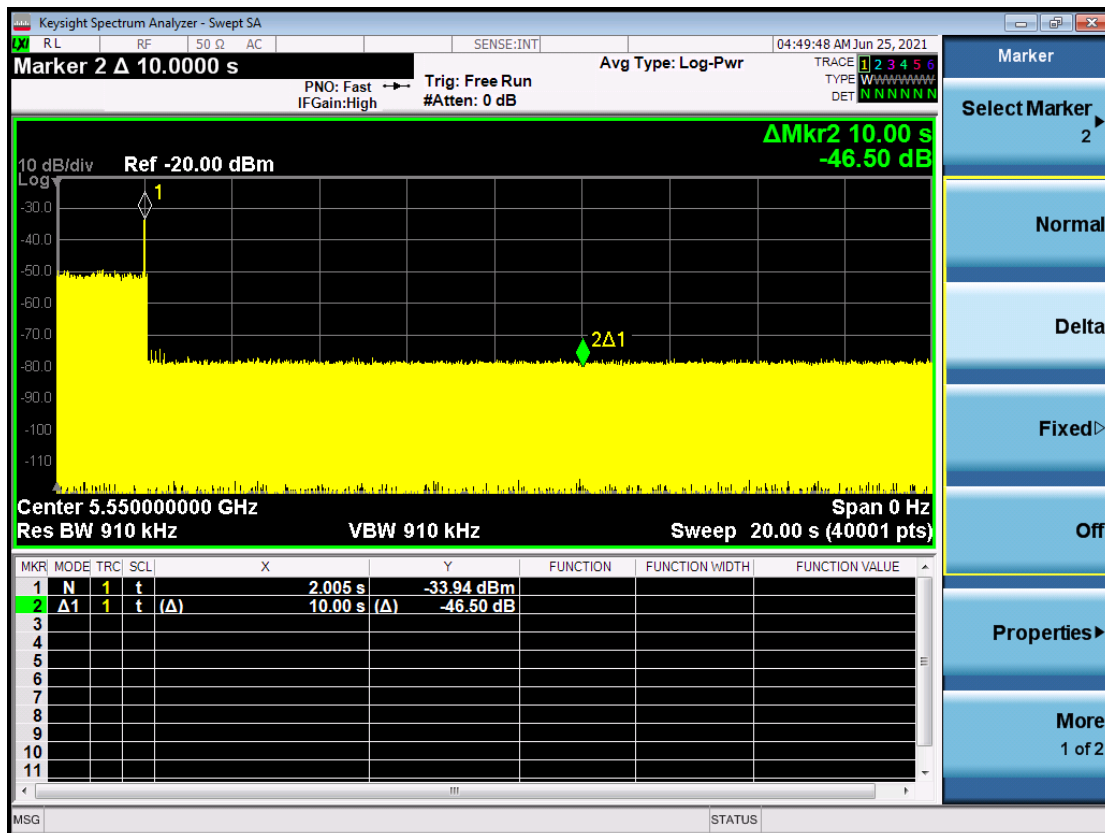 Keysight Spectrum Analyzer - Swept SA
LXI RL RF 50 Ω AC SENSE:INT 04:49:48 AM Jun 25, 2021
Marker 2 Δ 10.0000 s
PNO: Fast
IFGain:High
Trig: Free Run
#Atten: 0 dB
Avg Type: Log-Pwr
TRACE 1 2 3 4 5 6
TYPE WWWWWW
DET N N N N N N
ΔMkr2 10.00 s
-46.50 dB
10 dB/div Ref -20.00 dBm
Log
1
-30.0
-40.0
-50.0
-60.0
-70.0
2Δ1
-80.0
-90.0
-100
-110
Center 5.550000000 GHz Span 0 Hz
Res BW 910 kHz VBW 910 kHz Sweep 20.00 s (40001 pts)
MKR MODE TRC SCL X Y FUNCTION FUNCTION WIDTH FUNCTION VALUE
1 N 1 t 2.005 s -33.94 dBm
2 Δ1 1 t (Δ) 10.00 s (Δ) -46.50 dB
3
4
5
6
7
8
9
10
11
MSG STATUS
Marker
Select Marker
2
Normal
Delta
Fixed
Off
Properties
More
1 of 2